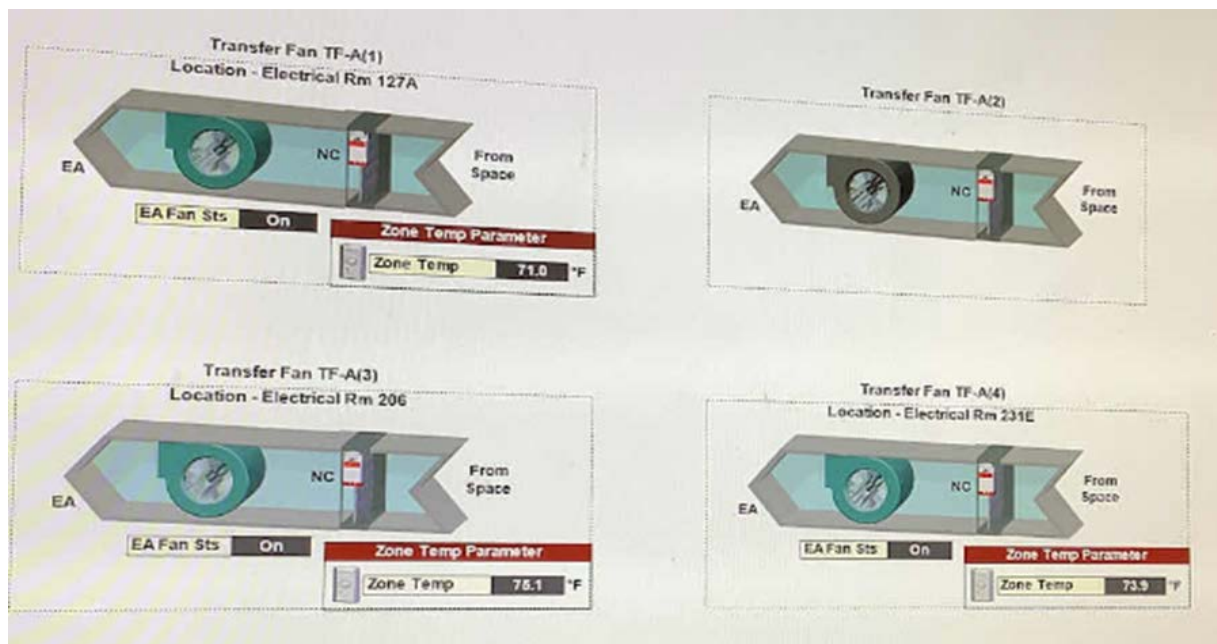 Transfer Fan TF-A(1)
Location - Electrical Rm 127A
NC
From
Space
EA
EA Fan Sts On
Zone Temp Parameter
Zone Temp 71.0 °F
Transfer Fan TF-A(2)
NC
From
Space
EA
Transfer Fan TF-A(3)
Location - Electrical Rm 206
NC
From
Space
EA
EA Fan Sts On
Zone Temp Parameter
Zone Temp 75.1 °F
Transfer Fan TF-A(4)
Location - Electrical Rm 231E
NC
From
Space
EA
EA Fan Sts On
Zone Temp Parameter
Zone Temp 73.9 °F